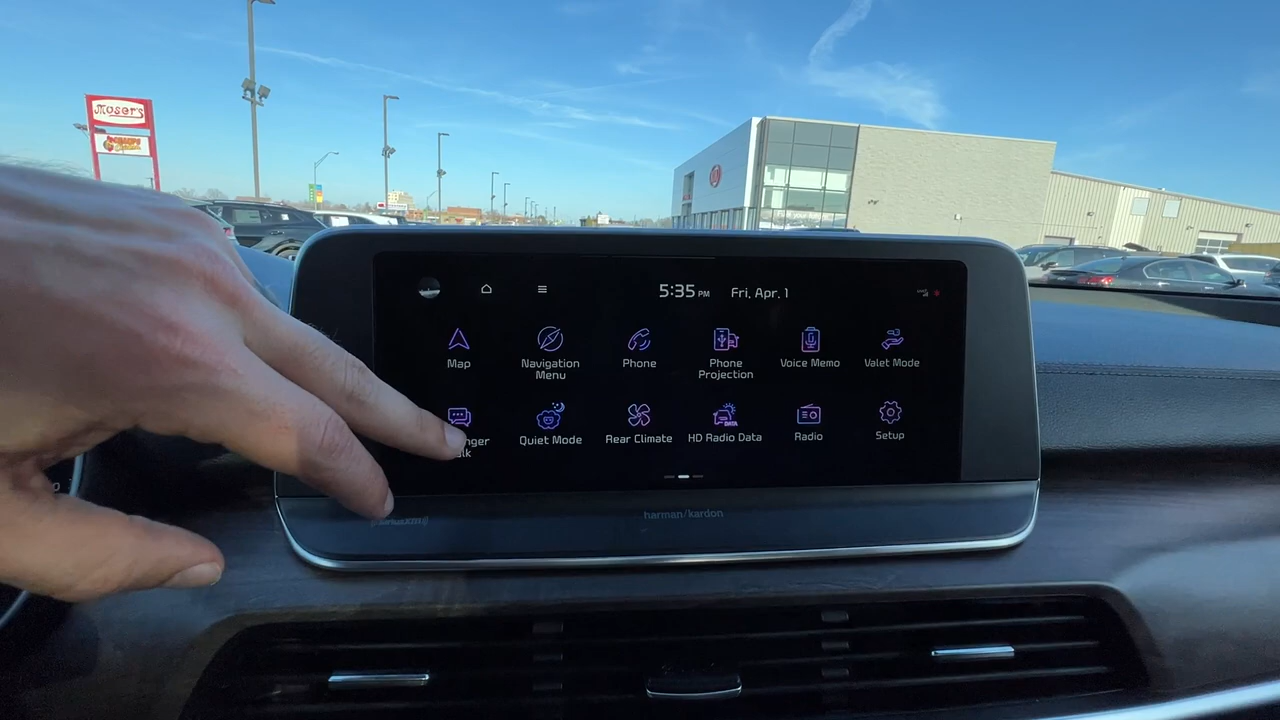 Moser's
5:35 PM Fri, Apr. 1
Map
Navigation
Menu
Phone
Phone
Projection
Voice Memo
Valet Mode
Quiet Mode
Rear Climate
DATA
HD Radio Data
Radio
Setup
harman/kardon